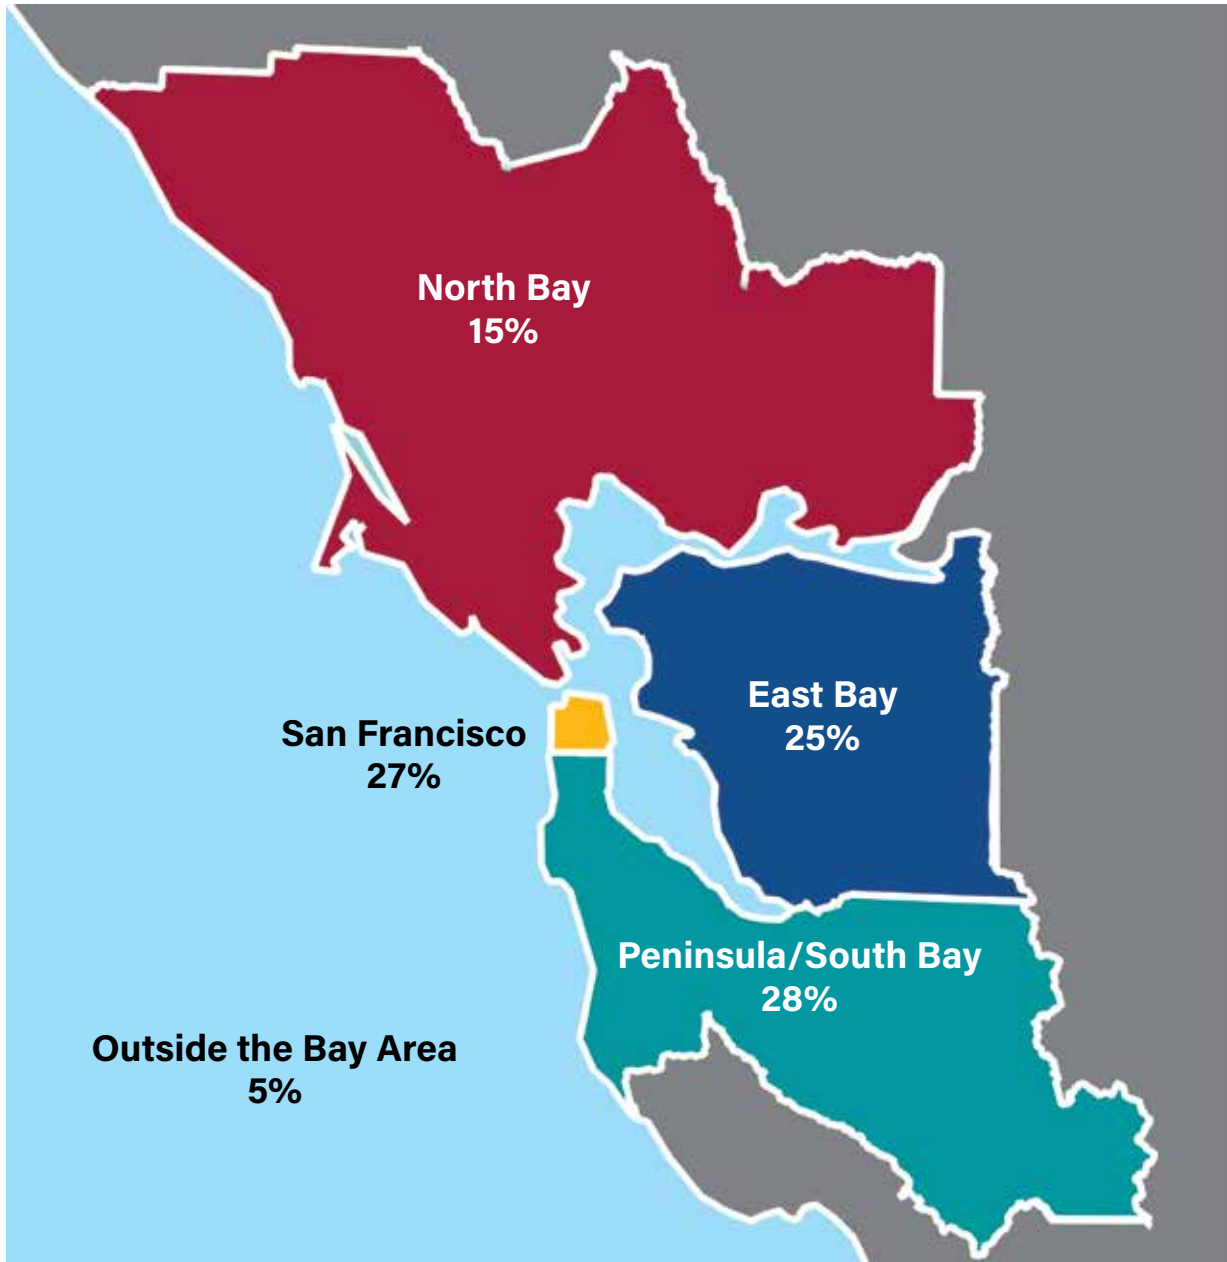 North Bay
15%
East Bay
25%
San Francisco
27%
Peninsula/South Bay
28%
Outside the Bay Area
5%